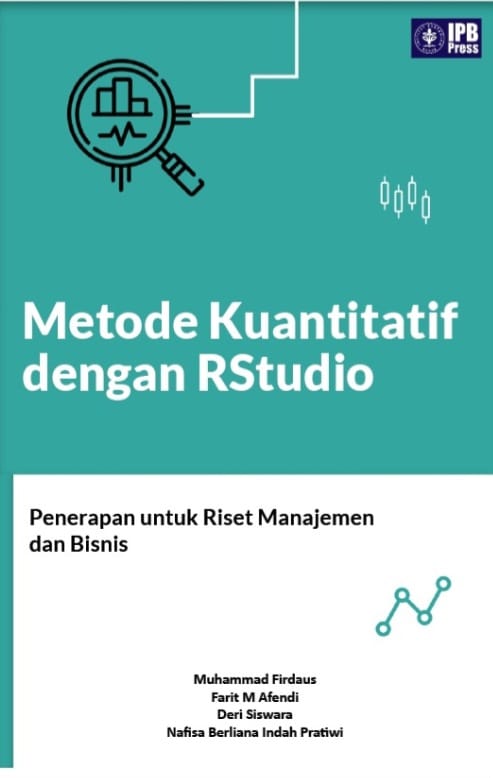 IPB
Press
Metode Kuantitatif
dengan RStudio
Penerapan untuk Riset Manajemen
dan Bisnis
Muhammad Firdaus
Farit M Afendi
Deri Siswara
Nafisa Berliana Indah Pratiwi